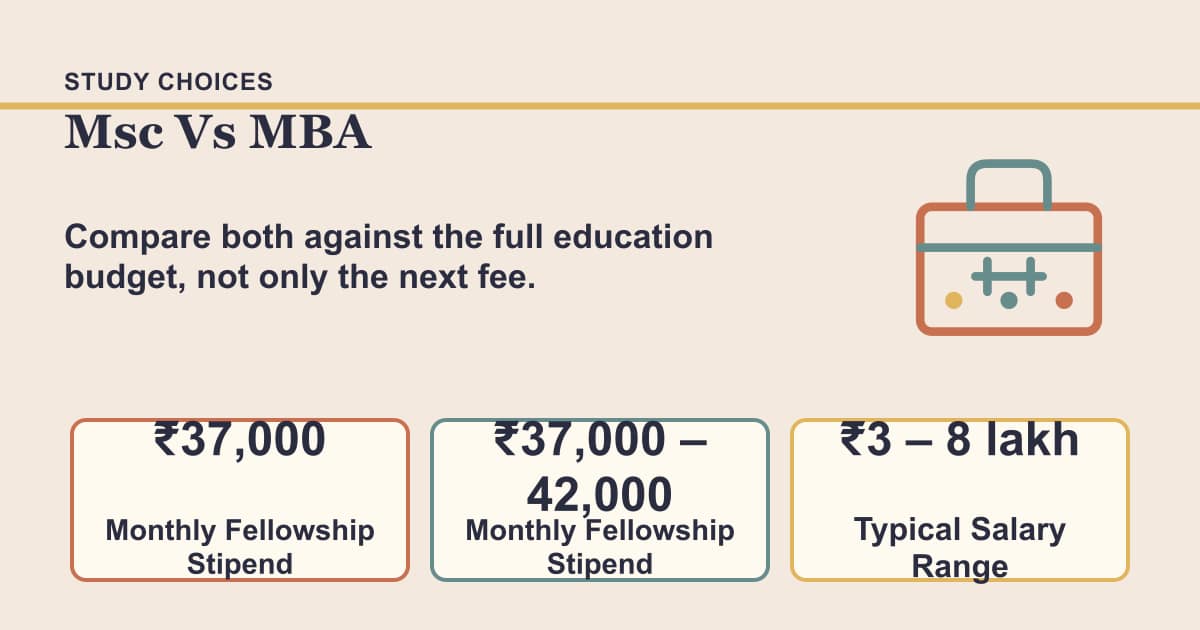 STUDY CHOICES
Msc Vs MBA
Compare both against the full education
budget, not only the next fee.
₹37,000
Monthly Fellowship
Stipend
₹37,000 –
42,000
Monthly Fellowship
Stipend
₹3 – 8 lakh
Typical Salary
Range